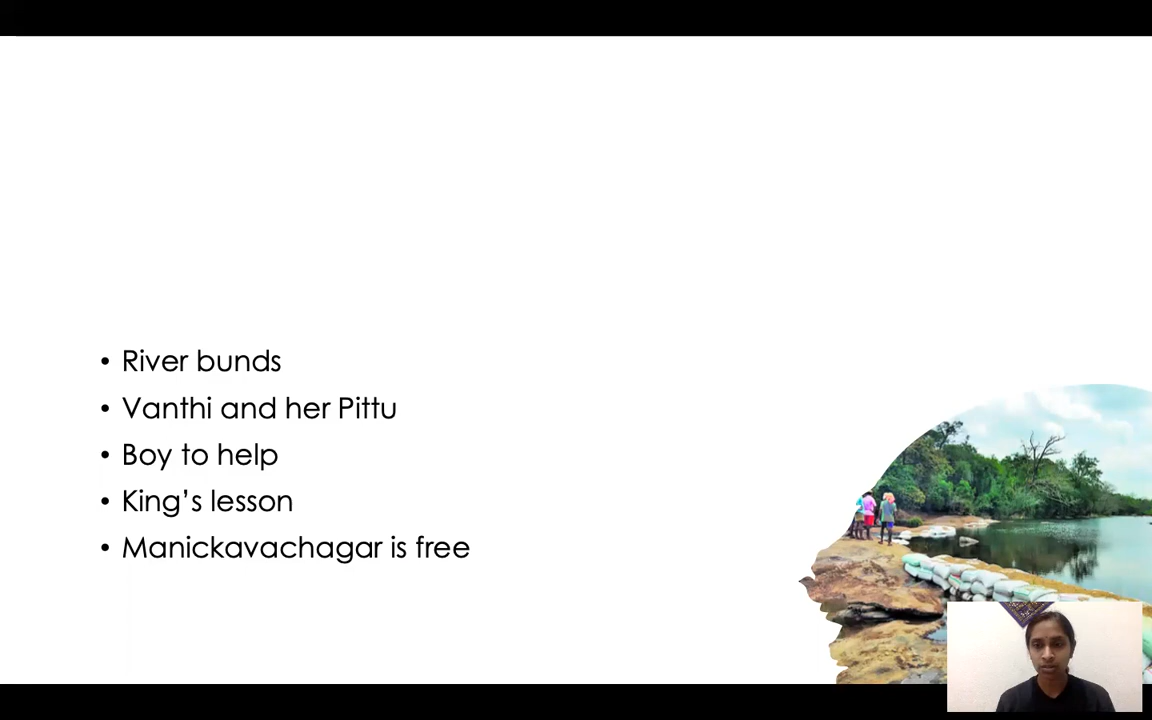 • River bunds
• Vanthi and her Pittu
• Boy to help
• King’s lesson
• Manickavachagar is free